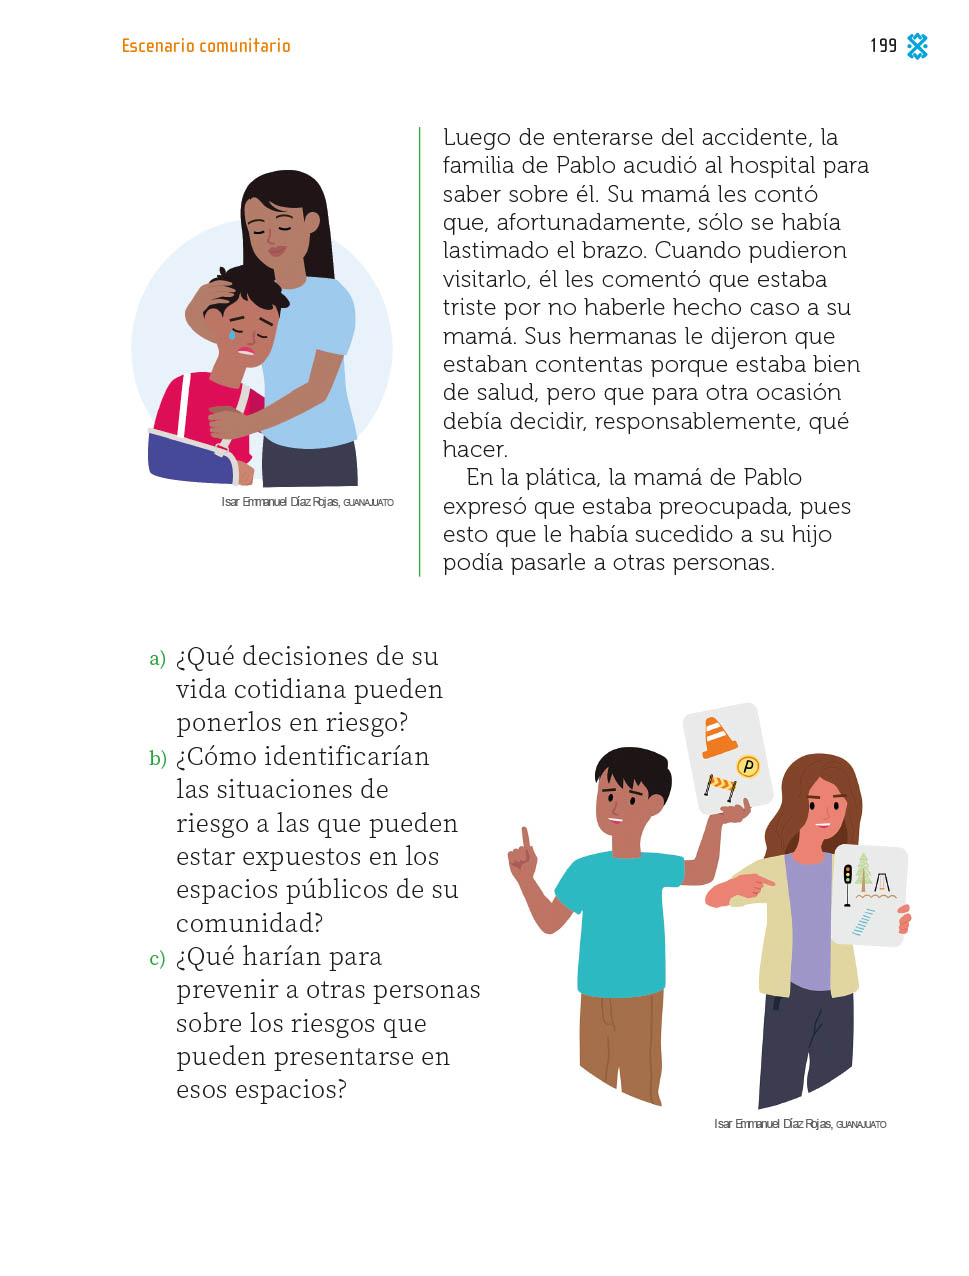 Escenario comunitario
199
Luego de enterarse del accidente, la
familia de Pablo acudió al hospital para
saber sobre él. Su mamá les contó
que, afortunadamente, sólo se había
lastimado el brazo. Cuando pudieron
visitarlo, él les comentó que estaba
triste por no haberle hecho caso a su
mamá. Sus hermanas le dijeron que
estaban contentas porque estaba bien
de salud, pero que para otra ocasión
debía decidir, responsablemente, qué
hacer.
En la plática, la mamá de Pablo
expresó que estaba preocupada, pues
esto que le había sucedido a su hijo
podía pasarle a otras personas.
Isar Emmanuel Díaz Rojas, GUANAJUATO
a) ¿Qué decisiones de su
vida cotidiana pueden
ponerlos en riesgo?
b) ¿Cómo identificarían
las situaciones de
riesgo a las que pueden
estar expuestos en los
espacios públicos de su
comunidad?
c) ¿Qué harían para
prevenir a otras personas
sobre los riesgos que
pueden presentarse en
esos espacios?
P
Isar Emmanuel Díaz Rojas, GUANAJUATO